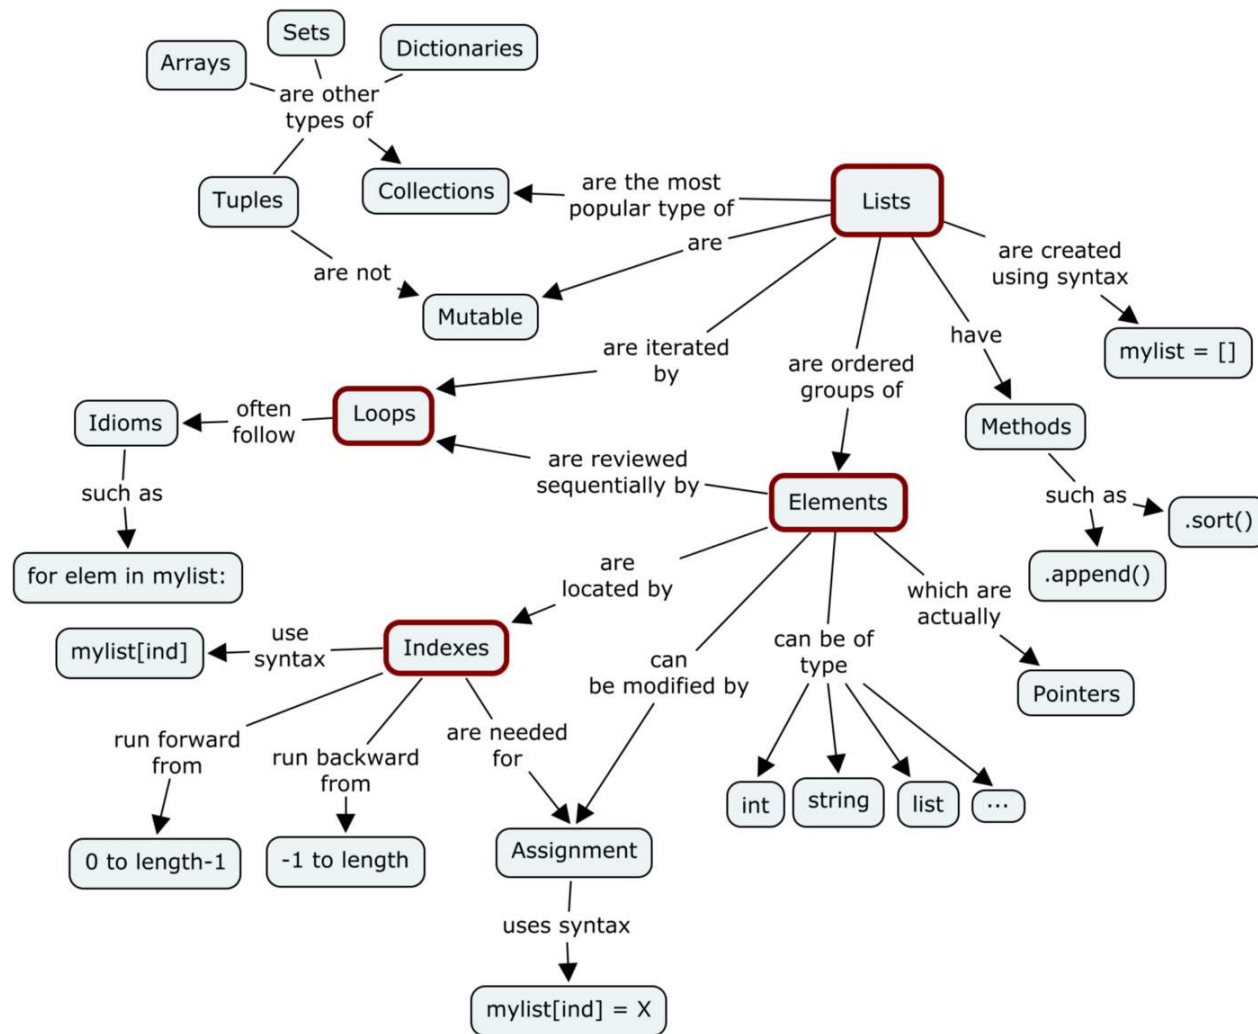 Sets
Dictionaries
Arrays
are other
types of
Tuples
Collections
are the most
popular type of
Lists
are
are not
Mutable
are created
using syntax
mylist = []
have
Methods
such as
.sort()
.append()
are iterated
by
are ordered
groups of
Loops
often
follow
Idioms
such as
for elem in mylist:
are reviewed
sequentially by
Elements
are
located by
which are
actually
Pointers
can be of
type
int
string
list
...
can
be modified by
Indexes
use
syntax
mylist[ind]
run forward
from
0 to length-1
run backward
from
-1 to length
are needed
for
Assignment
uses syntax
mylist[ind] = X